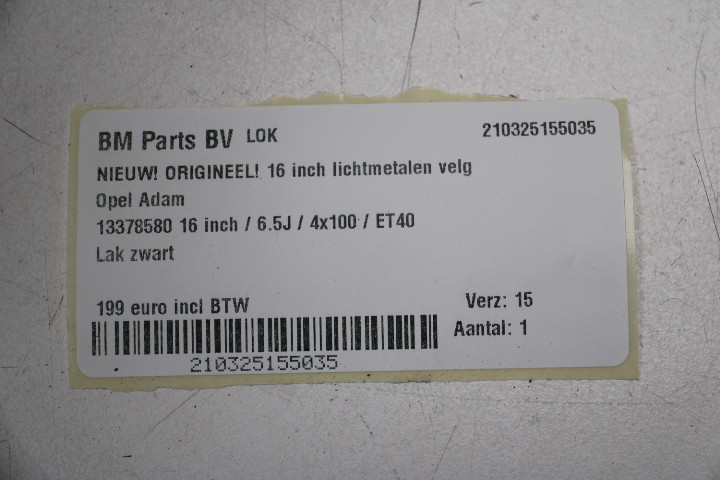 BM Parts BV LOK 210325155035
NIEUW! ORIGINEEL! 16 inch lichtmetalen velg
Opel Adam
13378580 16 inch / 6.5J / 4x100 / ET40
Lak zwart
199 euro incl BTW Verz: 15
Aantal: 1
210325155035